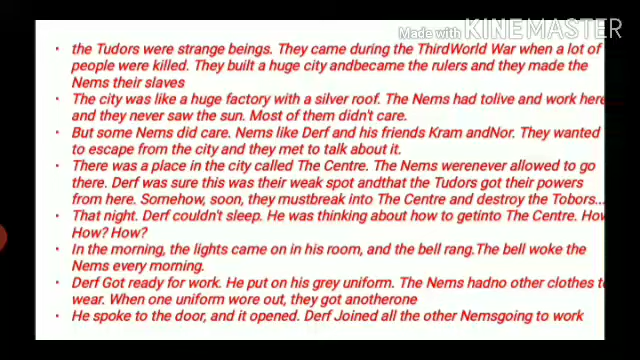 Made with KINEMASTER
• the Tudors were strange beings. They came during the ThirdWorld War when a lot of
people were killed. They built a huge city andbecame the rulers and they made the
Nems their slaves
• The city was like a huge factory with a silver roof. The Nems had tolive and work here
and they never saw the sun. Most of them didn't care.
• But some Nems did care. Nems like Derf and his friends Kram andNor. They wanted
to escape from the city and they met to talk about it.
• There was a place in the city called The Centre. The Nems werenever allowed to go
there. Derf was sure this was their weak spot andthat the Tudors got their powers
from here. Somehow, soon, they mustbreak into The Centre and destroy the Tobors...
• That night. Derf couldn't sleep. He was thinking about how to getinto The Centre. How
How? How?
• In the morning, the lights came on in his room, and the bell rang.The bell woke the
Nems every morning.
• Derf Got ready for work. He put on his grey uniform. The Nems hadno other clothes to
wear. When one uniform wore out, they got anotherone
• He spoke to the door, and it opened. Derf Joined all the other Nemsgoing to work